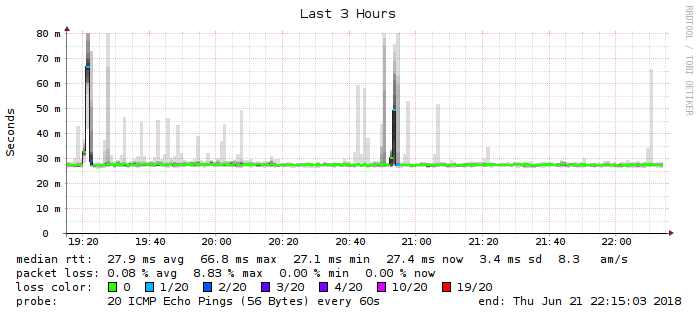 Last 3 Hours
RRDTOOL / TOBI OETIKER
Seconds
80 m
70 m
60 m
50 m
40 m
30 m
20 m
10 m
0
19:20 19:40 20:00 20:20 20:40 21:00 21:20 21:40 22:00
median rtt: 27.9 ms avg 66.8 ms max 27.1 ms min 27.4 ms now 3.4 ms sd 8.3 am/s
packet loss: 0.08 % avg 8.83 % max 0.00 % min 0.00 % now
loss color: 0 1/20 2/20 3/20 4/20 10/20 19/20
probe: 20 ICMP Echo Pings (56 Bytes) every 60s end: Thu Jun 21 22:15:03 2018